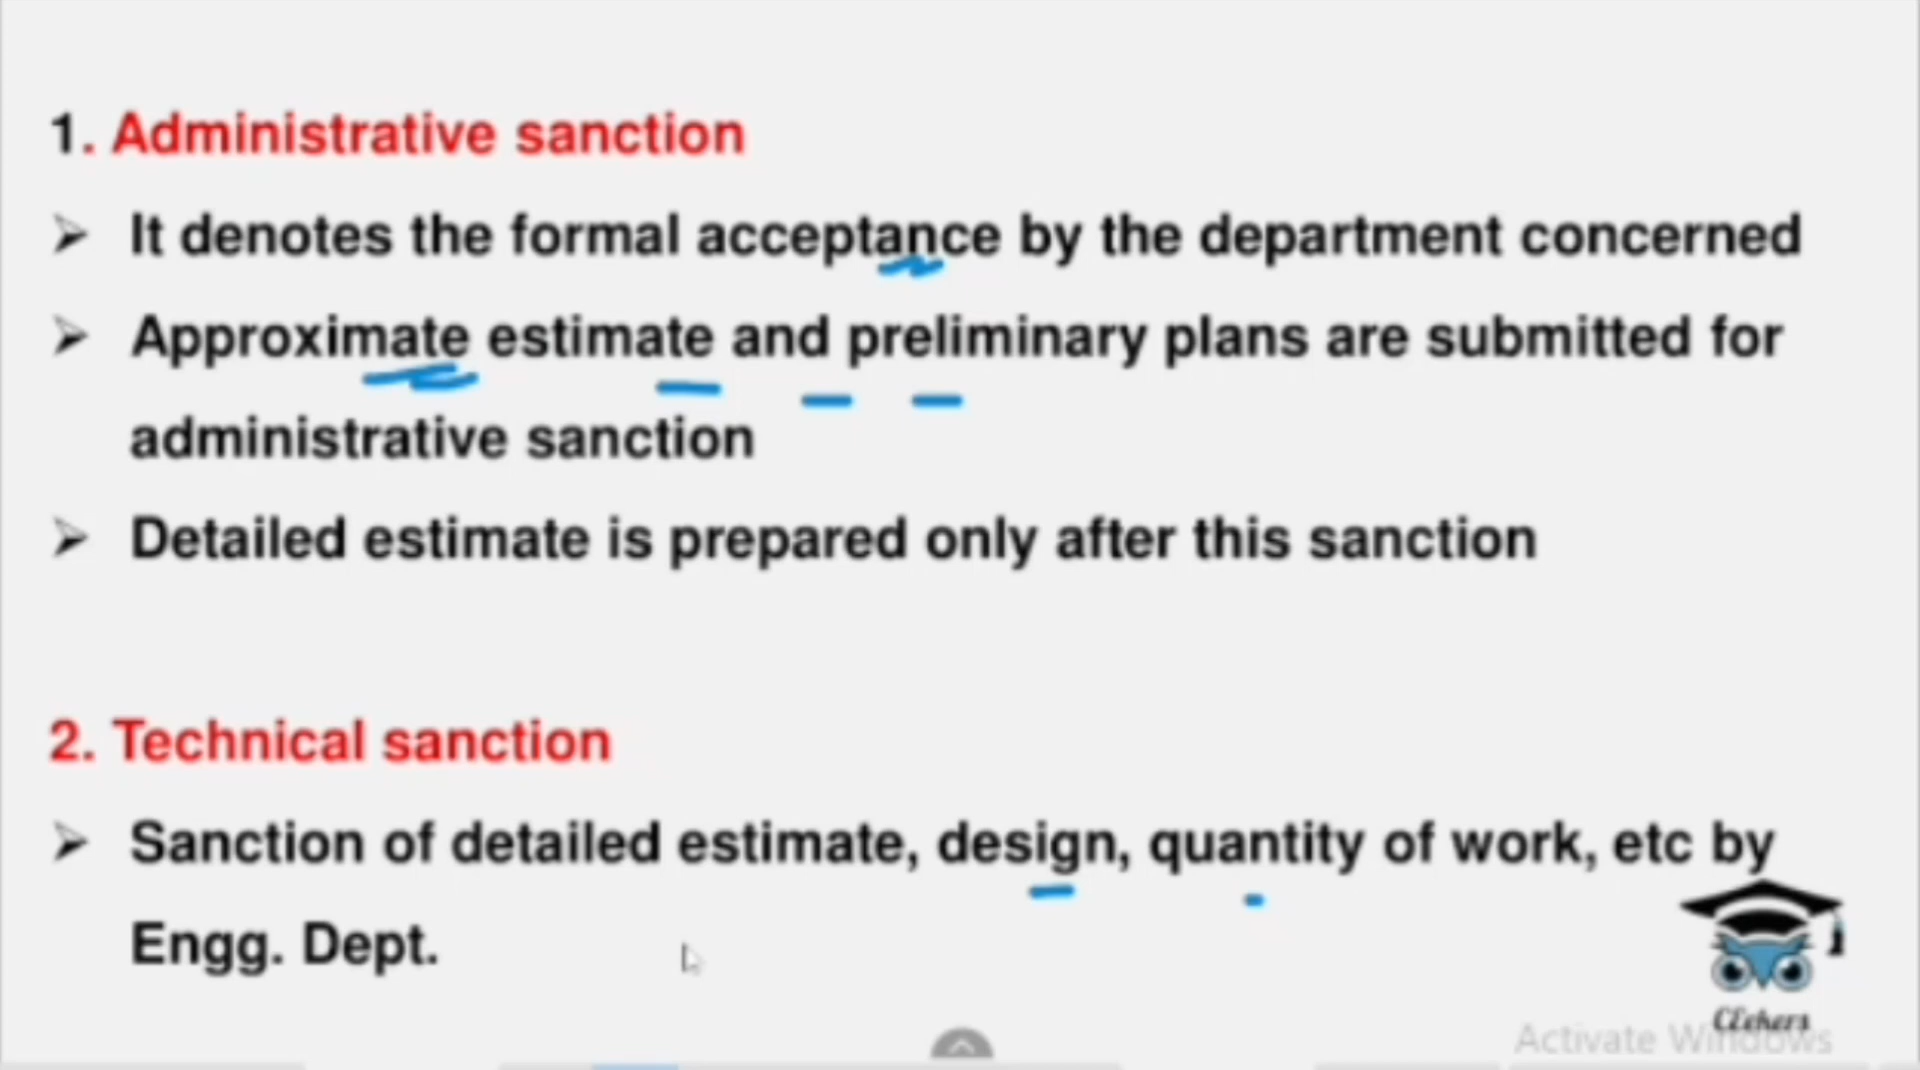 1. Administrative sanction
➢ It denotes the formal acceptance by the department concerned
➢ Approximate estimate and preliminary plans are submitted for
administrative sanction
➢ Detailed estimate is prepared only after this sanction
2. Technical sanction
➢ Sanction of detailed estimate, design, quantity of work, etc by
Engg. Dept.
Activate Windows